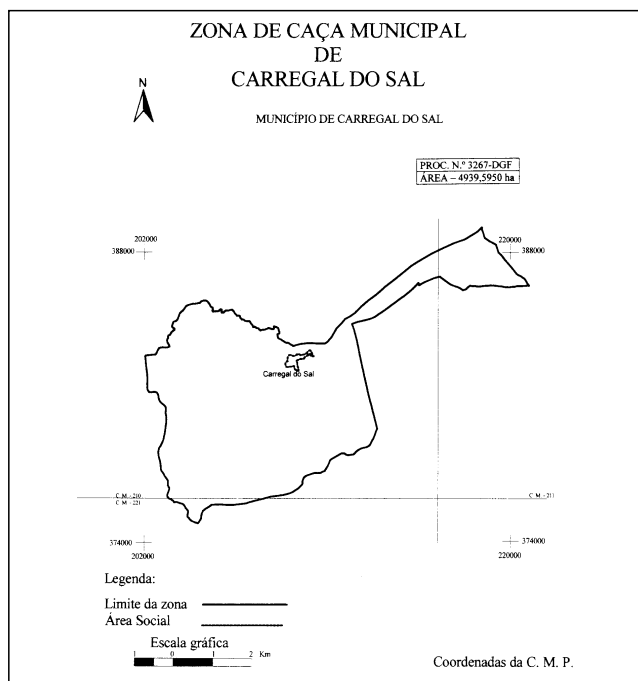 ZONA DE CAÇA MUNICIPAL
DE
CARREGAL DO SAL
N
MUNICÍPIO DE CARREGAL DO SAL
PROC. N.º 3267-DGF
ÁREA – 4939,5950 ha
202000
388000
220000
388000
Carregal do Sal
C. M. - 210
C. M. - 221
C. M. - 211
374000
202000
374000
220000
Legenda:
Limite da zona
Área Social
Escala gráfica
1 0 1 2 Km
Coordenadas da C. M. P.